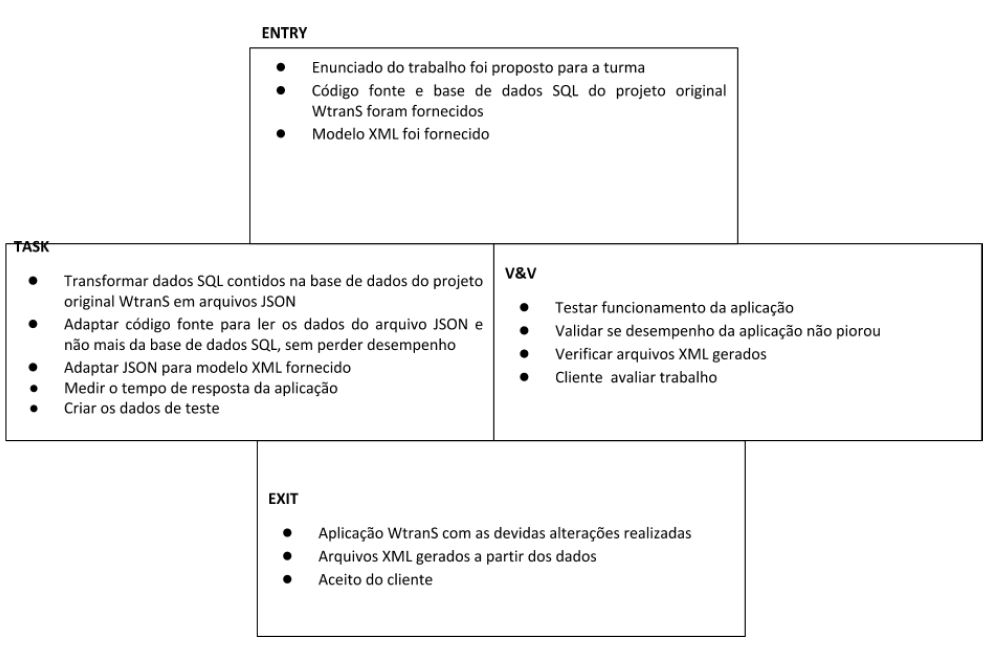 ENTRY
● Enunciado do trabalho foi proposto para a turma
● Código fonte e base de dados SQL do projeto original
WtranS foram fornecidos
● Modelo XML foi fornecido
TASK
● Transformar dados SQL contidos na base de dados do projeto
original WtranS em arquivos JSON
● Adaptar código fonte para ler os dados do arquivo JSON e
não mais da base de dados SQL, sem perder desempenho
● Adaptar JSON para modelo XML fornecido
● Medir o tempo de resposta da aplicação
● Criar os dados de teste
V&V
● Testar funcionamento da aplicação
● Validar se desempenho da aplicação não piorou
● Verificar arquivos XML gerados
● Cliente avaliar trabalho
EXIT
● Aplicação WtranS com as devidas alterações realizadas
● Arquivos XML gerados a partir dos dados
● Aceito do cliente